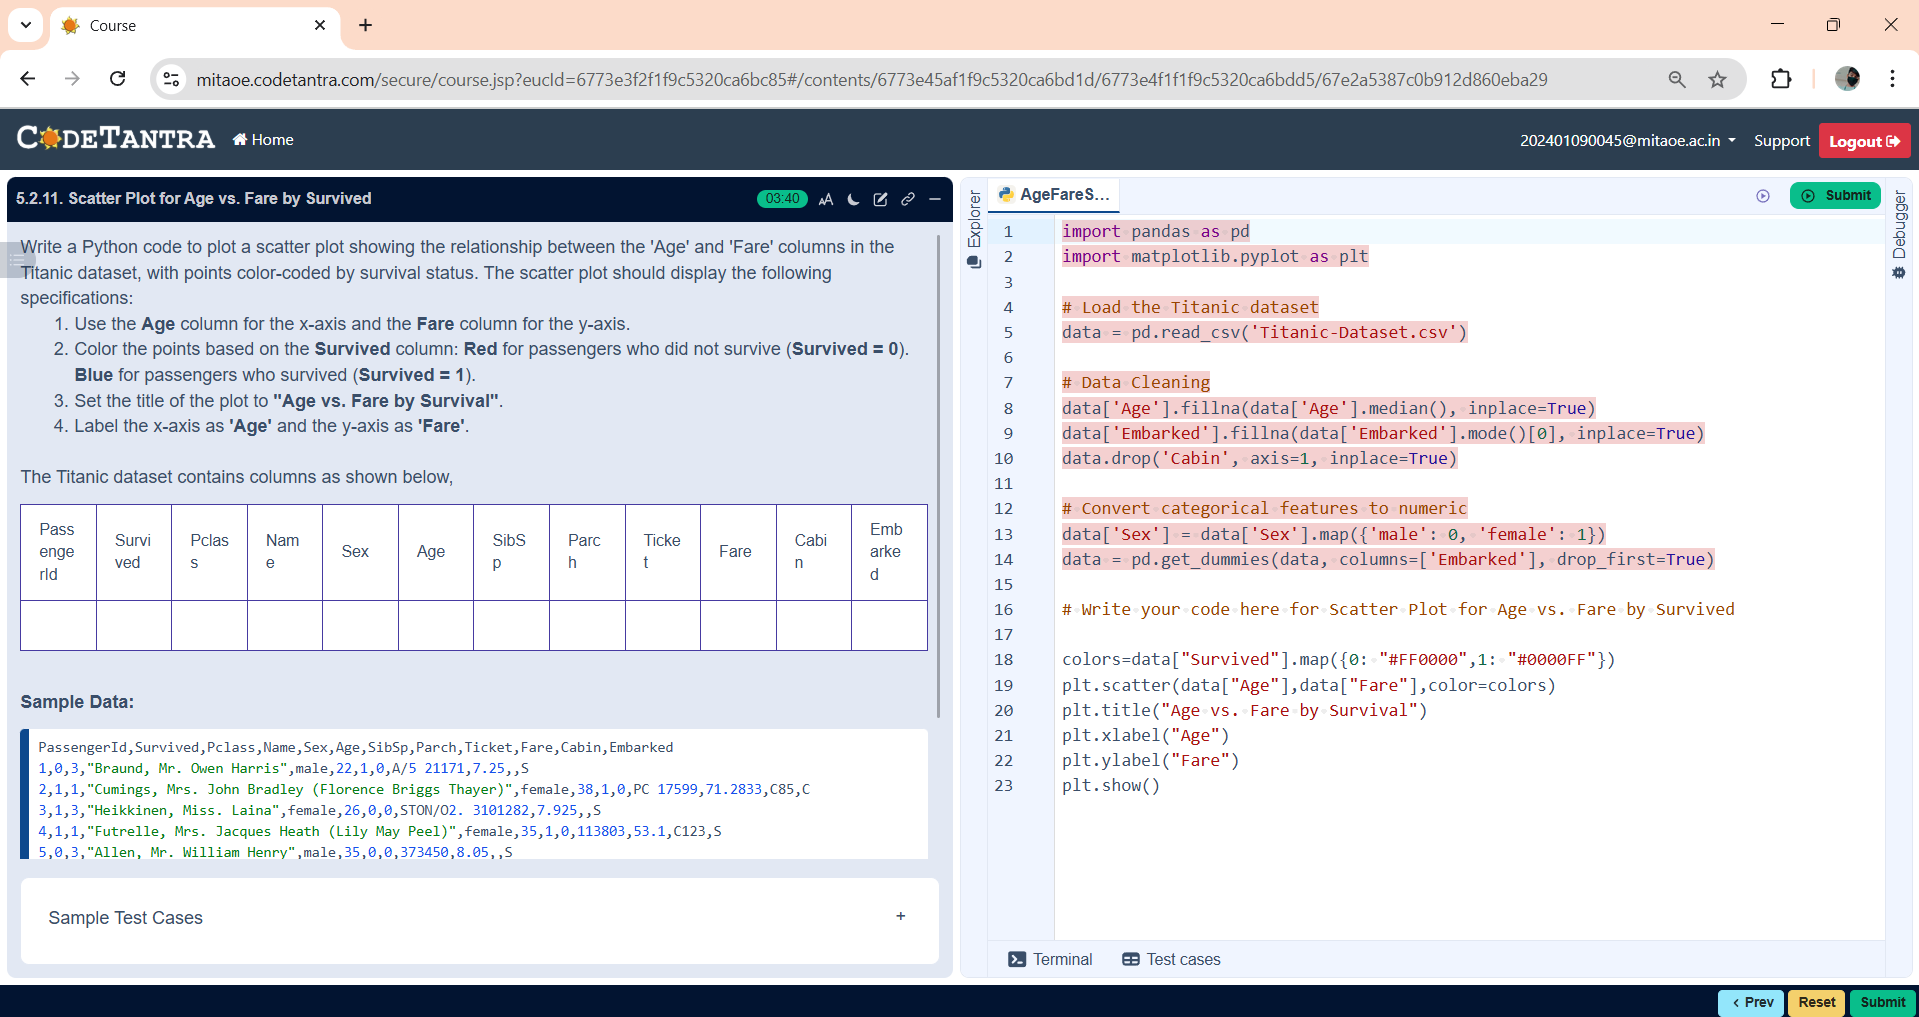 Course
mitaoe.codetantra.com/secure/course.jsp?eucId=6773e3f2f1f9c5320ca6bc85#/contents/6773e45af1f9c5320ca6bd1d/6773e4f1f1f9c5320ca6bdd5/67e2a5387c0b912d860eba29
CODETANTRA
Home
202401090045@mitaoe.ac.in
Support
Logout
5.2.11. Scatter Plot for Age vs. Fare by Survived
03:40
AA
Write a Python code to plot a scatter plot showing the relationship between the 'Age' and 'Fare' columns in the
Titanic dataset, with points color-coded by survival status. The scatter plot should display the following
specifications:
1. Use the Age column for the x-axis and the Fare column for the y-axis.
2. Color the points based on the Survived column: Red for passengers who did not survive (Survived = 0).
Blue for passengers who survived (Survived = 1).
3. Set the title of the plot to "Age vs. Fare by Survival".
4. Label the x-axis as 'Age' and the y-axis as 'Fare'.
The Titanic dataset contains columns as shown below,
Pass
enge
rId
Survi
ved
Pclas
s
Nam
e
Sex
Age
SibS
p
Parc
h
Ticke
t
Fare
Cabi
n
Emb
arke
d
Sample Data:
PassengerId,Survived,Pclass,Name,Sex,Age,SibSp,Parch,Ticket,Fare,Cabin,Embarked
1,0,3,"Braund, Mr. Owen Harris",male,22,1,0,A/5 21171,7.25,,S
2,1,1,"Cumings, Mrs. John Bradley (Florence Briggs Thayer)",female,38,1,0,PC 17599,71.2833,C85,C
3,1,3,"Heikkinen, Miss. Laina",female,26,0,0,STON/O2. 3101282,7.925,,S
4,1,1,"Futrelle, Mrs. Jacques Heath (Lily May Peel)",female,35,1,0,113803,53.1,C123,S
5,0,3,"Allen, Mr. William Henry",male,35,0,0,373450,8.05,,S
Sample Test Cases
+
Explorer
AgeFareS...
Submit
Debugger
1 import pandas as pd
2 import matplotlib.pyplot as plt
3
4 # Load the Titanic dataset
5 data = pd.read_csv('Titanic-Dataset.csv')
6
7 # Data Cleaning
8 data['Age'].fillna(data['Age'].median(), inplace=True)
9 data['Embarked'].fillna(data['Embarked'].mode()[0], inplace=True)
10 data.drop('Cabin', axis=1, inplace=True)
11
12 # Convert categorical features to numeric
13 data['Sex'] = data['Sex'].map({'male': 0, 'female': 1})
14 data = pd.get_dummies(data, columns=['Embarked'], drop_first=True)
15
16 # Write your code here for Scatter Plot for Age vs. Fare by Survived
17
18 colors=data["Survived"].map({0: "#FF0000",1: "#0000FF"})
19 plt.scatter(data["Age"],data["Fare"],color=colors)
20 plt.title("Age vs. Fare by Survival")
21 plt.xlabel("Age")
22 plt.ylabel("Fare")
23 plt.show()
Terminal
Test cases
< Prev
Reset
Submit